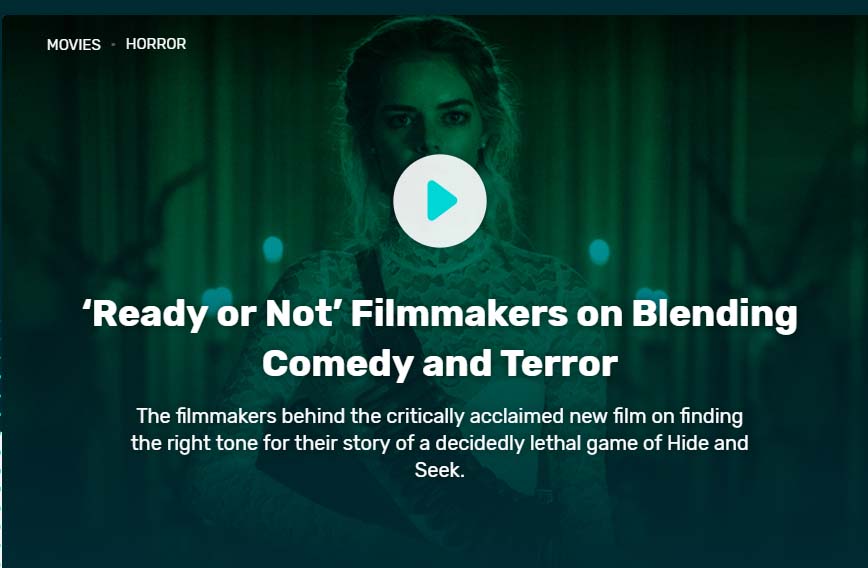 MOVIES • HORROR
‘Ready or Not’ Filmmakers on Blending
Comedy and Terror
The filmmakers behind the critically acclaimed new film on finding
the right tone for their story of a decidedly lethal game of Hide and
Seek.